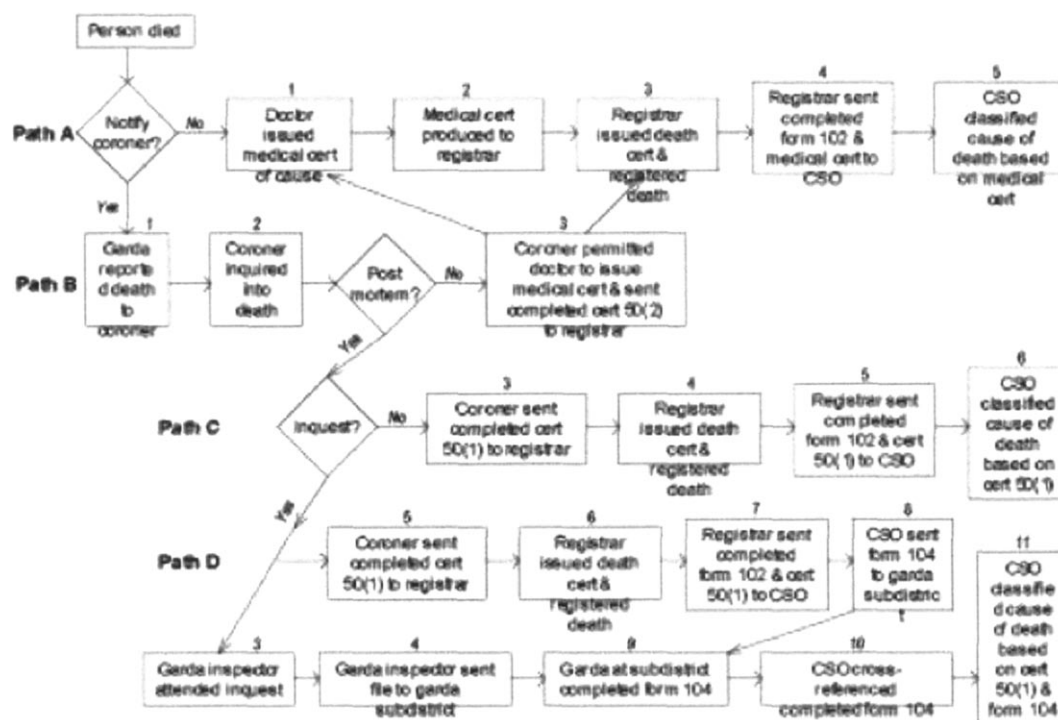 Person died
Path A
Notify
coroner?
No
1
Doctor
issued
medical cert
of cause
2
Medical cert
produced to
registrar
3
Registrar
issued death
cert &
registered
death
4
Registrar sent
completed
form 102 &
medical cert to
CSO
5
CSO
classified
cause of
death based
on medical
cert
Yes
Path B
1
Garda
reporte
d death
to
coroner
2
Coroner
inquired
into
death
Post
mortem?
No
3
Coroner permitted
doctor to issue
medical cert & sent
completed cert 50(2)
to registrar
Yes
Path C
Inquest?
No
3
Coroner sent
completed cert
50(1) to registrar
4
Registrar
issued death
cert &
registered
death
5
Registrar sent
completed
form 102 & cert
50(1) to CSO
6
CSO
classified
cause of
death
based on
cert 50(1)
Yes
Path D
5
Coroner sent
completed cert
50(1) to registrar
6
Registrar
issued death
cert &
registered
death
7
Registrar sent
completed
form 102 & cert
50(1) to CSO
8
CSO sent
form 104
to garda
subdistric
t
3
Garda inspector
attended inquest
4
Garda inspector sent
file to garda
subdistrict
9
Garda at subdistrict
completed form 104
10
CSO cross-
referenced
completed form 104
11
CSO
classifie
d cause
of death
based
on cert
50(1) &
form 104